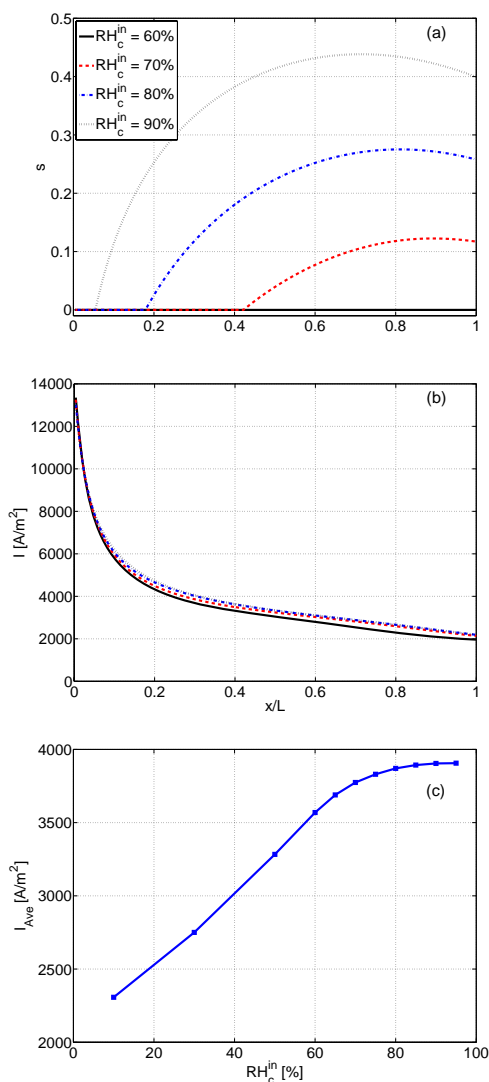 0.5
0.4
0.3
0.2
0.1
0
s
RH_c^in = 60%
RH_c^in = 70%
RH_c^in = 80%
RH_c^in = 90%
(a)
0 0.2 0.4 0.6 0.8 1
14000
12000
10000
8000
6000
4000
2000
0
I [A/m²]
(b)
0 0.2 0.4 0.6 0.8 1
x/L
4000
3500
3000
2500
2000
I_Ave [A/m²]
(c)
0 20 40 60 80 100
RH_c^in [%]